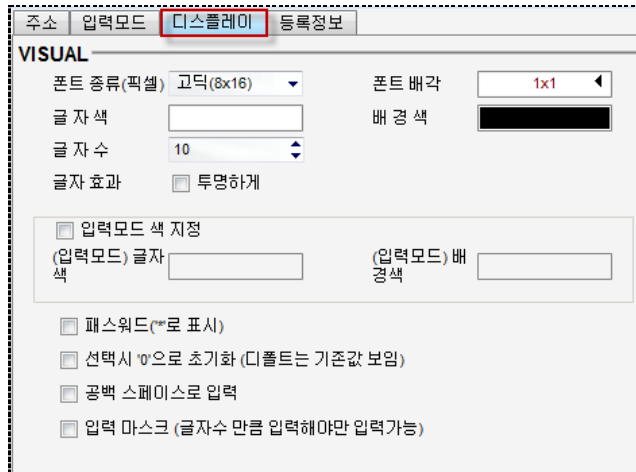 주소 입력모드 디스플레이 등록정보
VISUAL
폰트 종류(픽셀) 고딕(8x16) 폰트 배각 1x1
글 자 색 배 경 색
글 자 수 10
글자 효과 투명하게
입력모드 색 지정
(입력모드) 글자색 (입력모드) 배경색
패스워드('*'로 표시)
선택시 '0'으로 초기화 (디폴트는 기존값 보임)
공백 스페이스로 입력
입력 마스크 (글자수 만큼 입력해야만 입력가능)